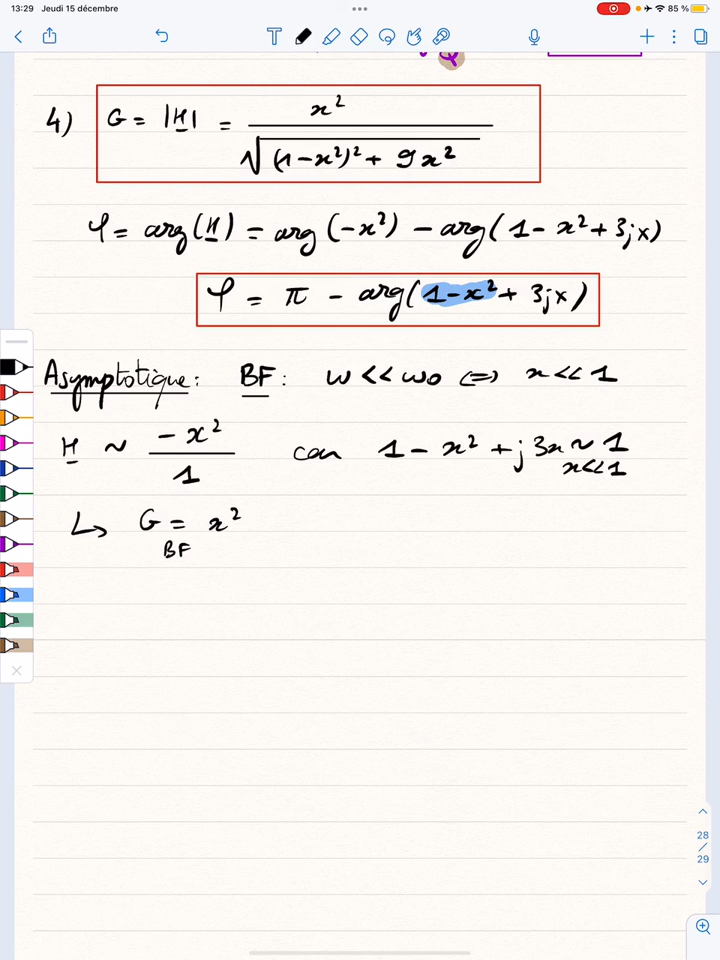 13:29 Jeudi 15 décembre
85 %
4) G = |H| = x² / √((1-x²)² + 9x²)
φ = arg(H) = arg(-x²) - arg(1-x²+3jx)
φ = π - arg(1-x²+3jx)
Asymptotique: BF: w << wo ⇔ x << 1
H ~ -x² / 1 car 1-x²+j3x ~ 1
x<<1
↳ G = x²
BF
28
/
29